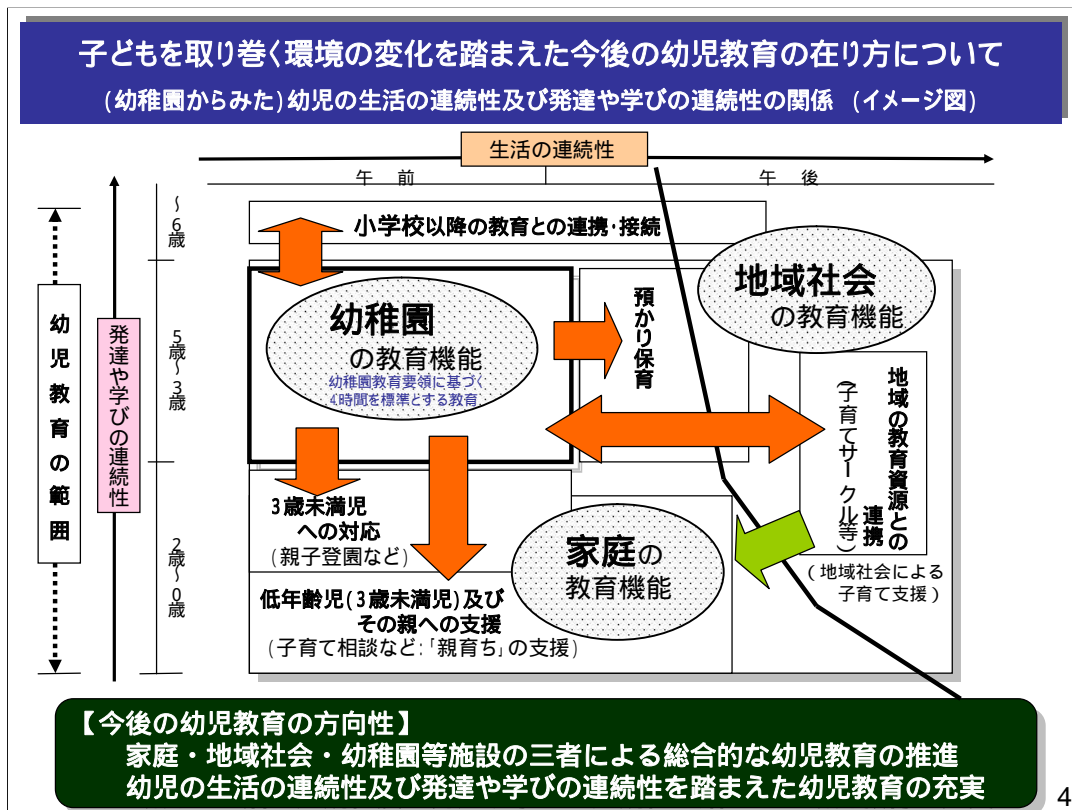 子どもを取り巻く環境の変化を踏まえた今後の幼児教育の在り方について
(幼稚園からみた)幼児の生活の連続性及び発達や学びの連続性の関係 (イメージ図)
生活の連続性
午 前
午 後
幼児教育の範囲
発達や学びの連続性
～6歳
5歳～3歳
2歳～0歳
小学校以降の教育との連携・接続
幼稚園
の教育機能
幼稚園教育要領に基づく
4時間を標準とする教育
預かり保育
地域社会
の教育機能
地域の教育資源との
連携
(子育てサークル等)
(地域社会による
子育て支援)
3歳未満児
への対応
(親子登園など)
家庭の
教育機能
低年齢児(3歳未満児)及び
その親への支援
(子育て相談など:「親育ち」の支援)
【今後の幼児教育の方向性】
家庭・地域社会・幼稚園等施設の三者による総合的な幼児教育の推進
幼児の生活の連続性及び発達や学びの連続性を踏まえた幼児教育の充実
4